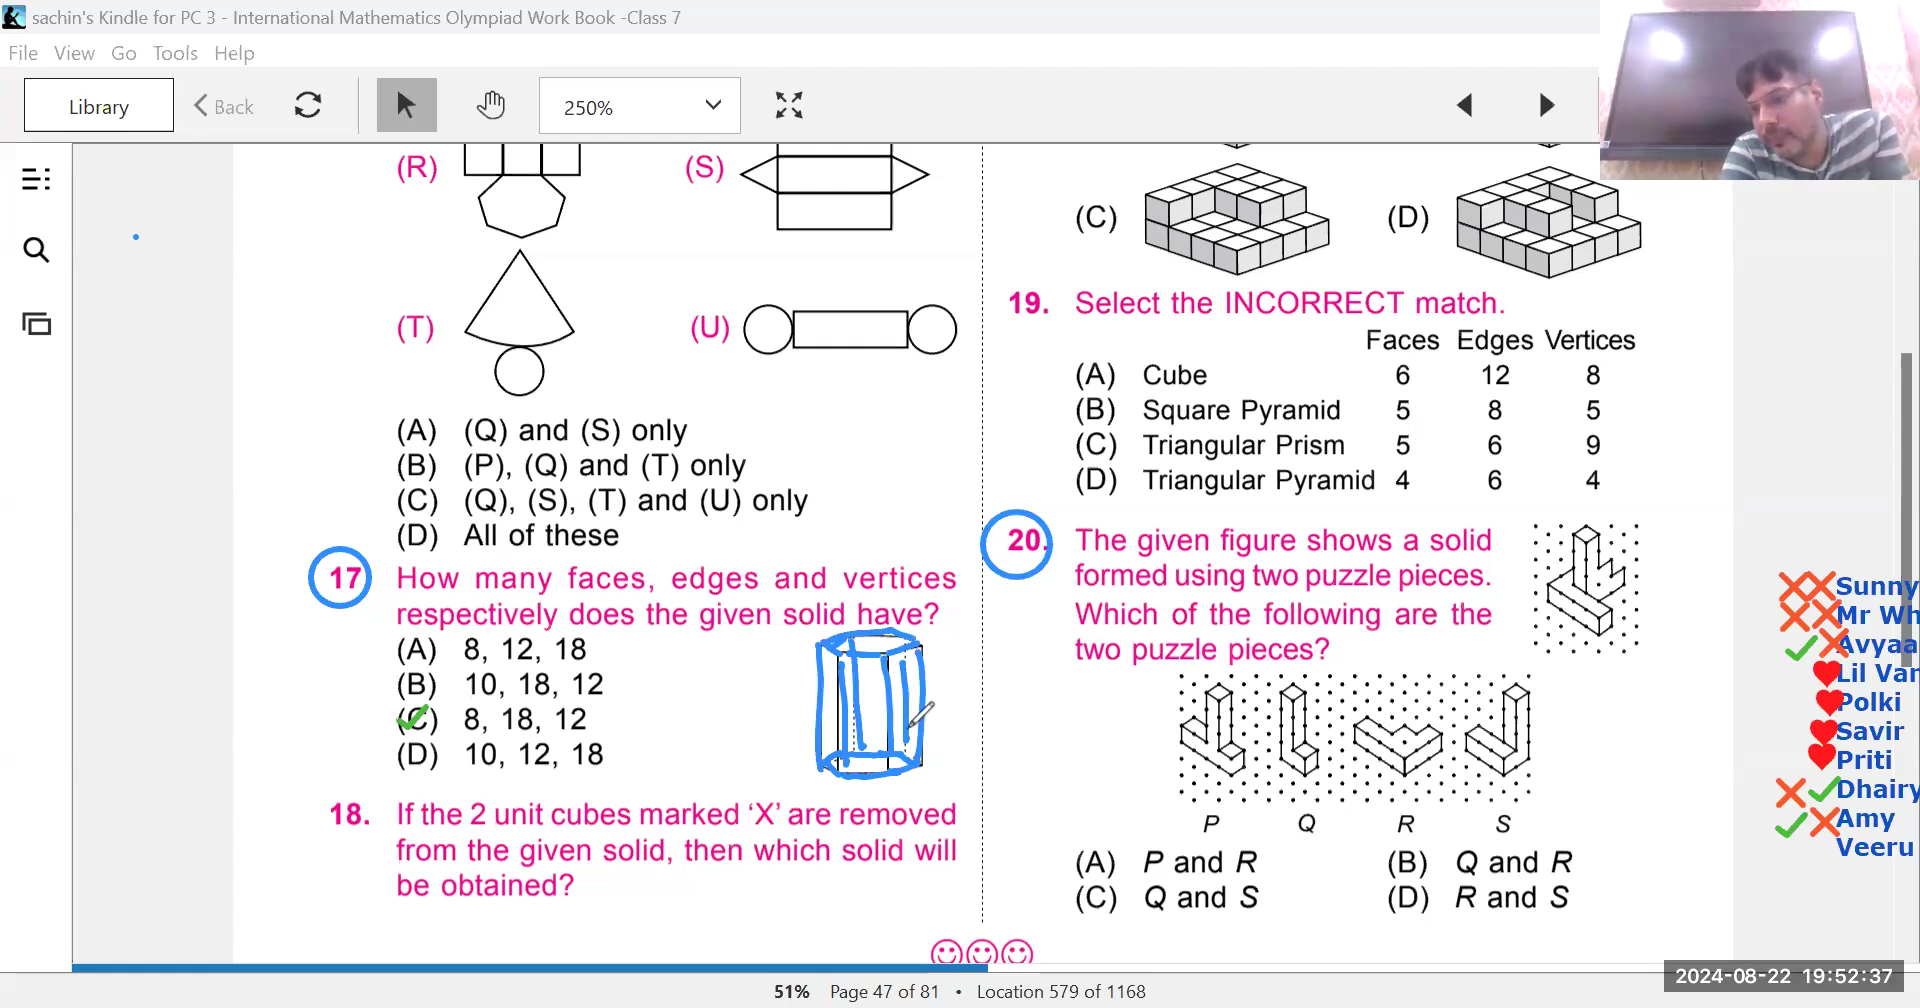 sachin's Kindle for PC 3 - International Mathematics Olympiad Work Book -Class 7
File View Go Tools Help
Library Back 250%
(R) (S)
(T) (U)
(A) (Q) and (S) only
(B) (P), (Q) and (T) only
(C) (Q), (S), (T) and (U) only
(D) All of these
17 How many faces, edges and vertices
respectively does the given solid have?
(A) 8, 12, 18
(B) 10, 18, 12
(C) 8, 18, 12
(D) 10, 12, 18
18. If the 2 unit cubes marked ‘X’ are removed
from the given solid, then which solid will
be obtained?
(C) (D)
19. Select the INCORRECT match.
Faces Edges Vertices
(A) Cube 6 12 8
(B) Square Pyramid 5 8 5
(C) Triangular Prism 5 6 9
(D) Triangular Pyramid 4 6 4
20. The given figure shows a solid
formed using two puzzle pieces.
Which of the following are the
two puzzle pieces?
P Q R S
(A) P and R (B) Q and R
(C) Q and S (D) R and S
Sunny
Mr Wh
Avyaa
Lil Var
Polki
Savir
Priti
Dhairy
Amy
Veeru
2024-08-22 19:52:37
51% Page 47 of 81 • Location 579 of 1168